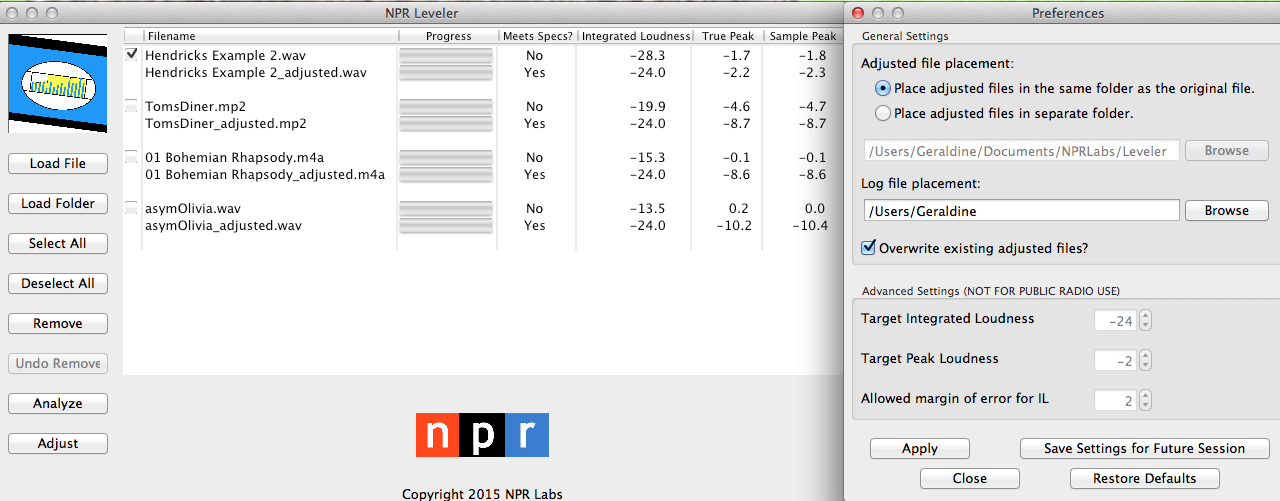 NPR Leveler
Filename Progress Meets Specs? Integrated Loudness True Peak Sample Peak
Hendricks Example 2.wav No -28.3 -1.7 -1.8
Hendricks Example 2_adjusted.wav Yes -24.0 -2.2 -2.3
TomsDiner.mp2 No -19.9 -4.6 -4.7
TomsDiner_adjusted.mp2 Yes -24.0 -8.7 -8.7
01 Bohemian Rhapsody.m4a No -15.3 -0.1 -0.1
01 Bohemian Rhapsody_adjusted.m4a Yes -24.0 -8.6 -8.6
asymOlivia.wav No -13.5 0.2 0.0
asymOlivia_adjusted.wav Yes -24.0 -10.2 -10.4
Load File
Load Folder
Select All
Deselect All
Remove
Undo Remove
Analyze
Adjust
npr
Copyright 2015 NPR Labs
Preferences
General Settings
Adjusted file placement:
Place adjusted files in the same folder as the original file.
Place adjusted files in separate folder.
/Users/Geraldine/Documents/NPRLabs/Leveler Browse
Log file placement:
/Users/Geraldine Browse
Overwrite existing adjusted files?
Advanced Settings (NOT FOR PUBLIC RADIO USE)
Target Integrated Loudness -24
Target Peak Loudness -2
Allowed margin of error for IL 2
Apply Save Settings for Future Session
Close Restore Defaults